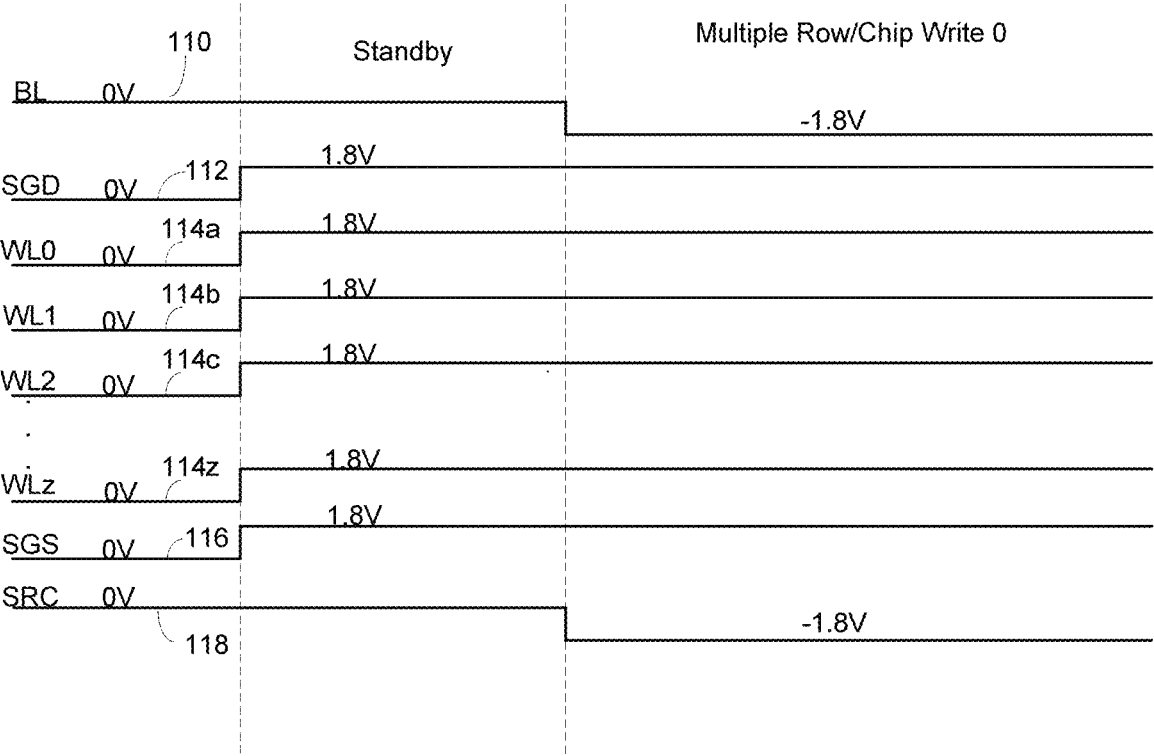 110
Standby
Multiple Row/Chip Write 0
BL 0V
-1.8V
1.8V
SGD 0V 112
114a 1.8V
WL0 0V
114b 1.8V
WL1 0V
114c 1.8V
WL2 0V
114z 1.8V
WLz 0V
1.8V
SGS 0V 116
SRC 0V
-1.8V
118